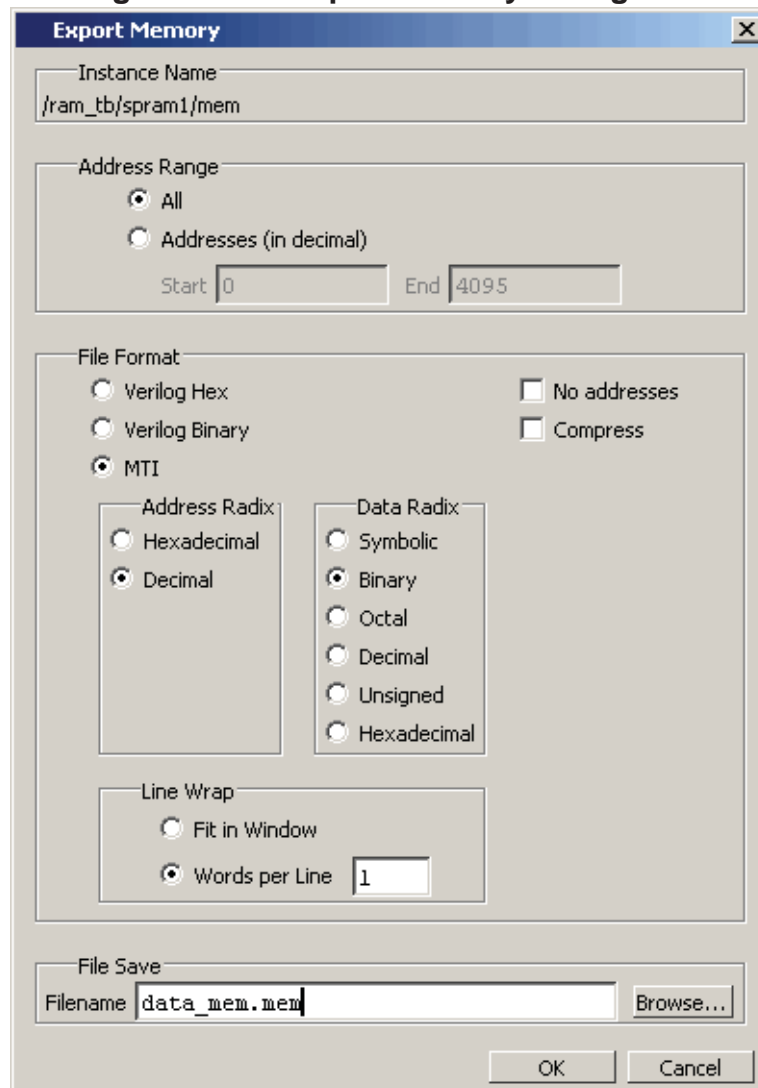 Export Memory
Instance Name
/ram_tb/spram1/mem
Address Range
All
Addresses (in decimal)
Start 0 End 4095
File Format
Verilog Hex No addresses
Verilog Binary Compress
MTI
Address Radix Data Radix
Hexadecimal Symbolic
Decimal Binary
Octal
Decimal
Unsigned
Hexadecimal
Line Wrap
Fit in Window
Words per Line 1
File Save
Filename data_mem.mem Browse...
OK Cancel